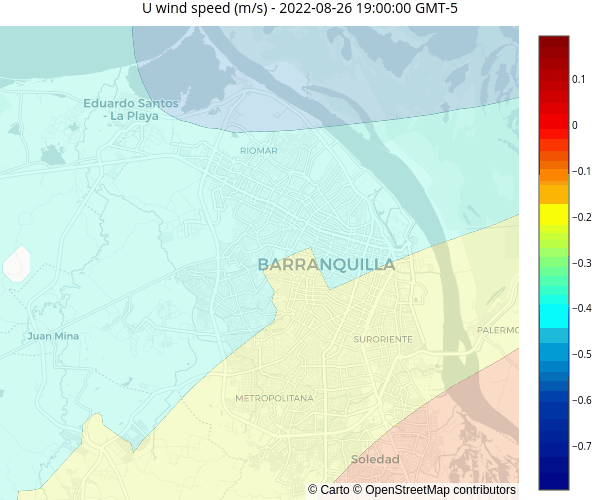 U wind speed (m/s) - 2022-08-26 19:00:00 GMT-5
Eduardo Santos
- La Playa
RIOMAR
BARRANQUILLA
Juan Mina
SURORIENTE
PALERMO
METROPOLITANA
Soledad
© Carto © OpenStreetMap contributors
0.1
0
−0.1
−0.2
−0.3
−0.4
−0.5
−0.6
−0.7